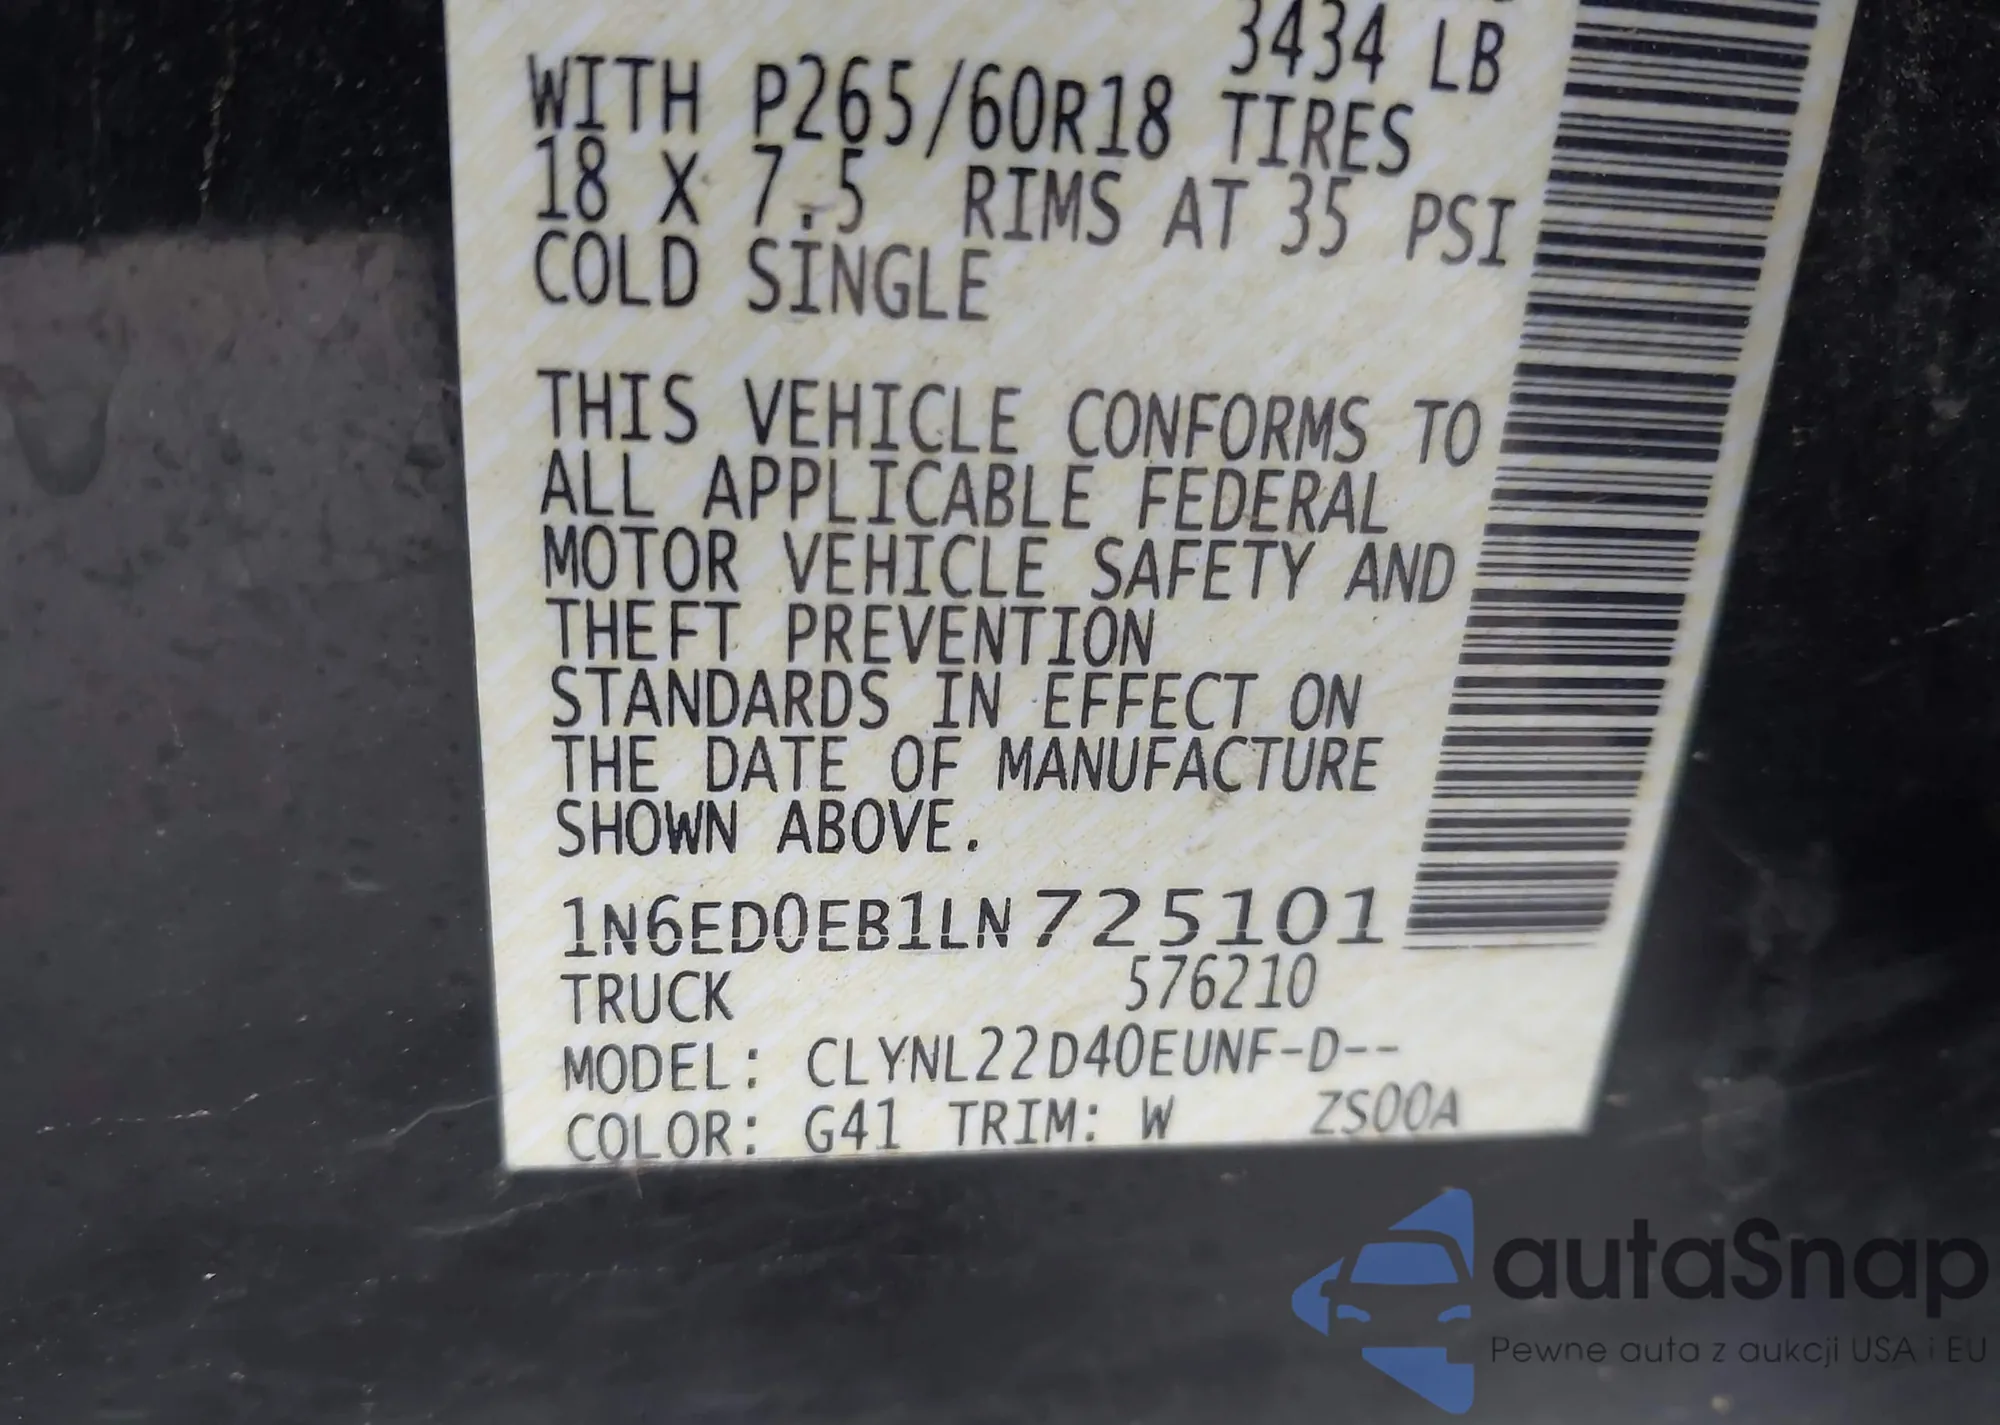 3434 LB
WITH P265/60R18 TIRES
18 X 7.5 RIMS AT 35 PSI
COLD SINGLE
THIS VEHICLE CONFORMS TO
ALL APPLICABLE FEDERAL
MOTOR VEHICLE SAFETY AND
THEFT PREVENTION
STANDARDS IN EFFECT ON
THE DATE OF MANUFACTURE
SHOWN ABOVE.
1N6ED0EB1LN725101
TRUCK 576210
MODEL: CLYNL22D40EUNF-D--
COLOR: G41 TRIM: W ZS00A
autaSnap
Pewne auta z aukcji USA i EU